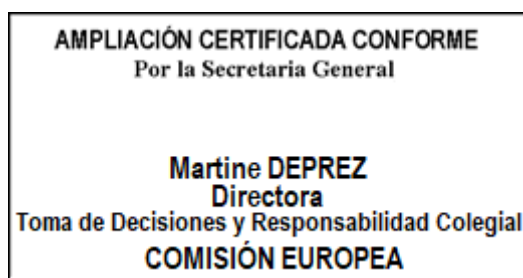 AMPLIACIÓN CERTIFICADA CONFORME
Por la Secretaria General
Martine DEPREZ
Directora
Toma de Decisiones y Responsabilidad Colegial
COMISIÓN EUROPEA